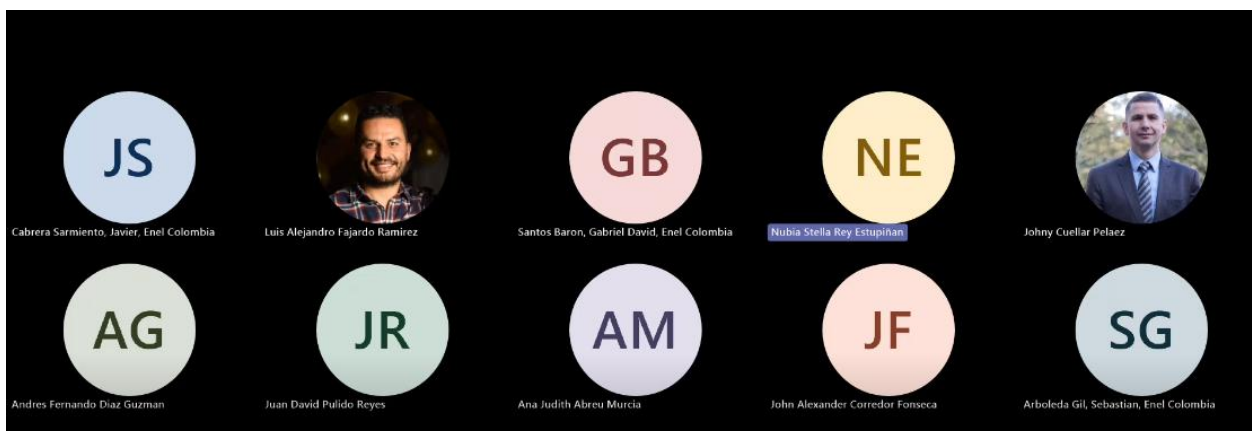 JS
GB
NE
Cabrera Sarmiento, Javier, Enel Colombia
Luis Alejandro Fajardo Ramirez
Santos Baron, Gabriel David, Enel Colombia
Nubia Stella Rey Estupiñan
Johny Cuellar Pelaez
AG
JR
AM
JF
SG
Andres Fernando Diaz Guzman
Juan David Pulido Reyes
Ana Judith Abreu Murcia
John Alexander Corredor Fonseca
Arboleda Gil, Sebastian, Enel Colombia